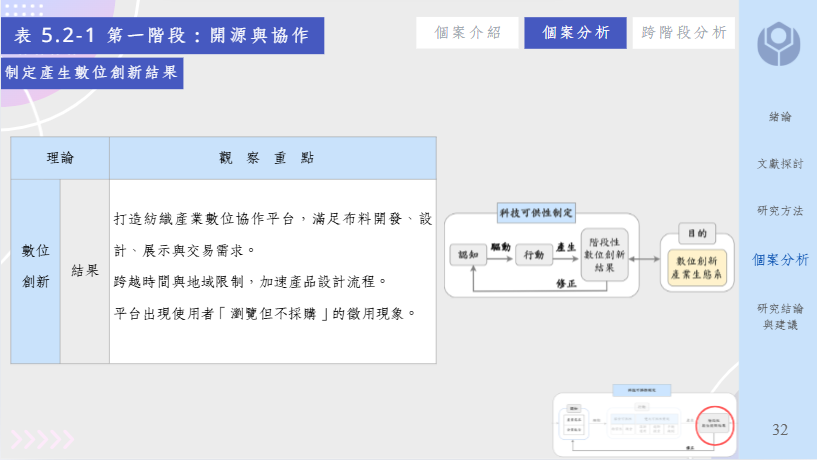 表 5.2-1 第一階段：開源與協作
個案介紹
個案分析
跨階段分析
制定產生數位創新結果
理論
觀 察 重 點
數位
創新
結果
打造紡織產業數位協作平台，滿足布料開發、設
計、展示與交易需求。
跨越時間與地域限制，加速產品設計流程。
平台出現使用者「瀏覽但不採購」的徵用現象。
科技可供性制定
認知
驅動
行動
產生
階段性
數位創新
結果
修正
目的
數位創新
產業生態系
緒論
文獻探討
研究方法
個案分析
研究結論
與建議
32